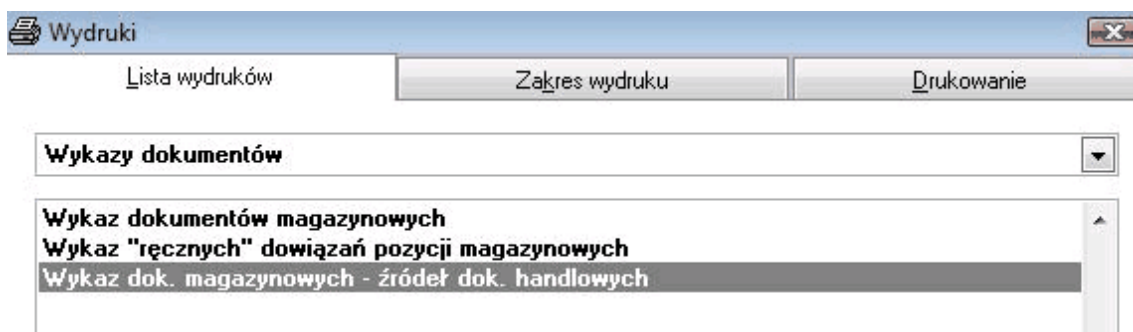 Wydruki
Lista wydruków Zakres wydruku Drukowanie
Wykazy dokumentów
Wykaz dokumentów magazynowych
Wykaz "ręcznych" dowiązań pozycji magazynowych
Wykaz dok. magazynowych - źródeł dok. handlowych